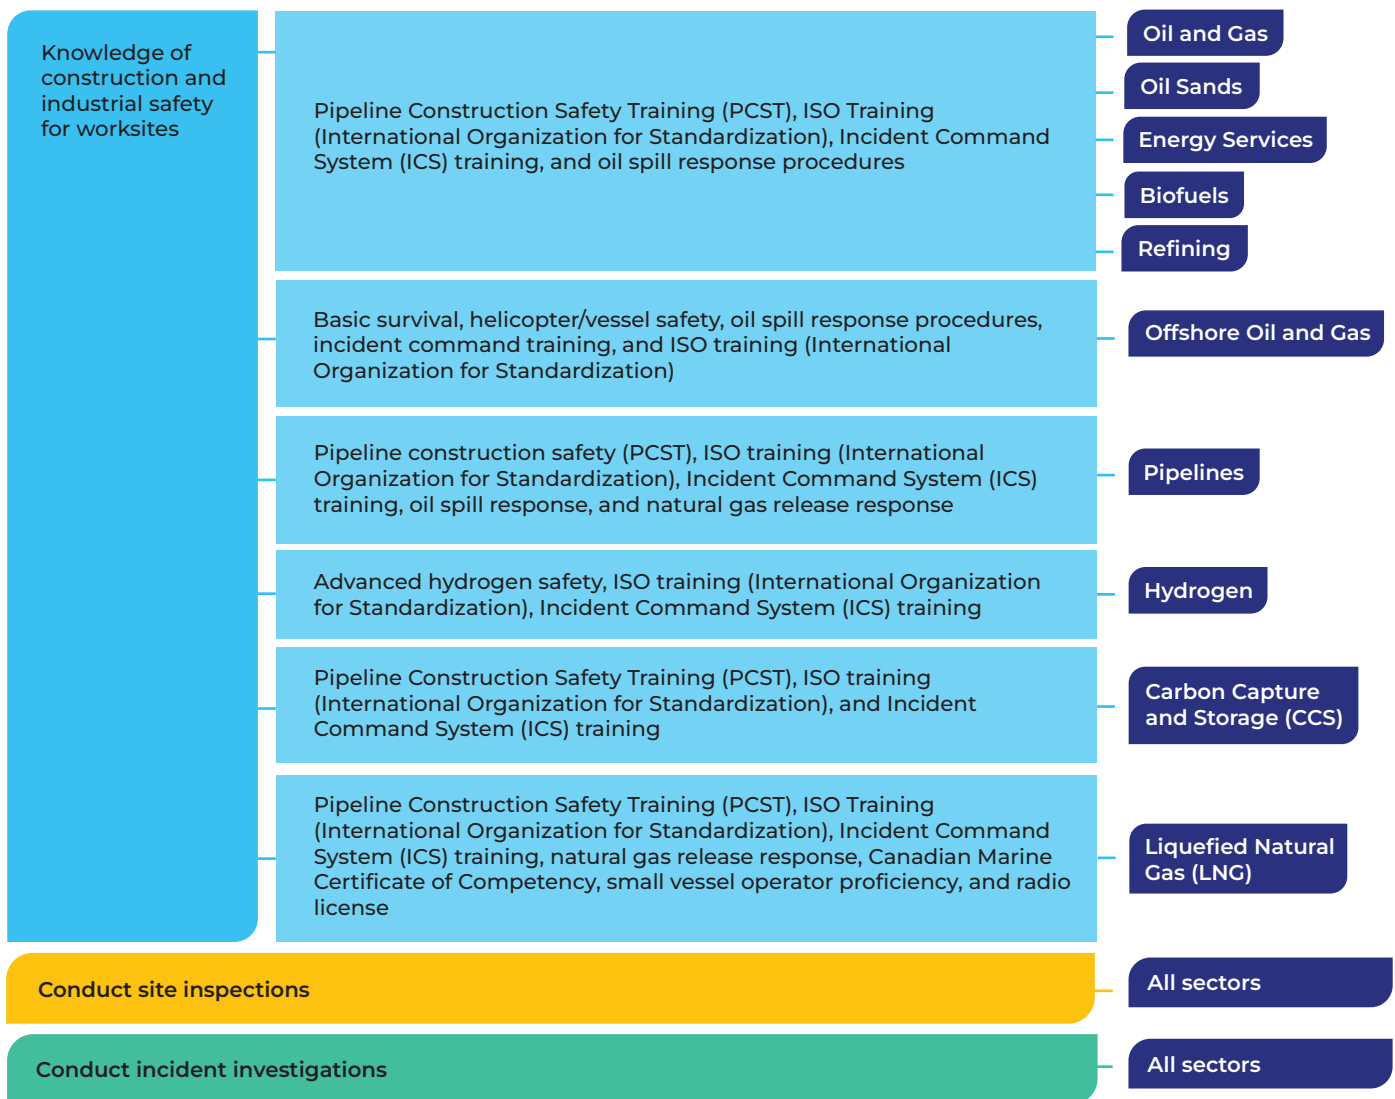 Knowledge of
construction and
industrial safety
for worksites
Pipeline Construction Safety Training (PCST), ISO Training
(International Organization for Standardization), Incident Command
System (ICS) training, and oil spill response procedures
Oil and Gas
Oil Sands
Energy Services
Biofuels
Refining
Basic survival, helicopter/vessel safety, oil spill response procedures,
incident command training, and ISO training (International
Organization for Standardization)
Offshore Oil and Gas
Pipeline construction safety (PCST), ISO training (International
Organization for Standardization), Incident Command System (ICS)
training, oil spill response, and natural gas release response
Pipelines
Advanced hydrogen safety, ISO training (International Organization
for Standardization), Incident Command System (ICS) training
Hydrogen
Pipeline Construction Safety Training (PCST), ISO training
(International Organization for Standardization), and Incident
Command System (ICS) training
Carbon Capture
and Storage (CCS)
Pipeline Construction Safety Training (PCST), ISO Training
(International Organization for Standardization), Incident Command
System (ICS) training, natural gas release response, Canadian Marine
Certificate of Competency, small vessel operator proficiency, and radio
license
Liquefied Natural
Gas (LNG)
Conduct site inspections
All sectors
Conduct incident investigations
All sectors